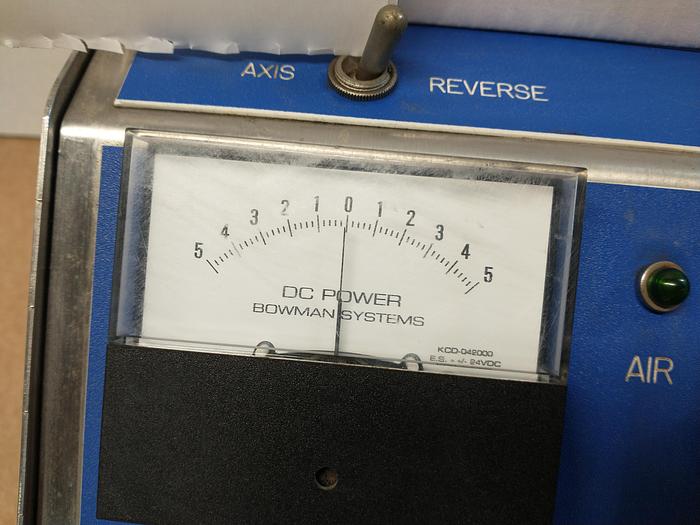 AXIS
REVERSE
5 4 3 2 1 0 1 2 3 4 5
DC POWER
BOWMAN SYSTEMS
KCD-042000
E.S. = +/- 24VDC
AIR